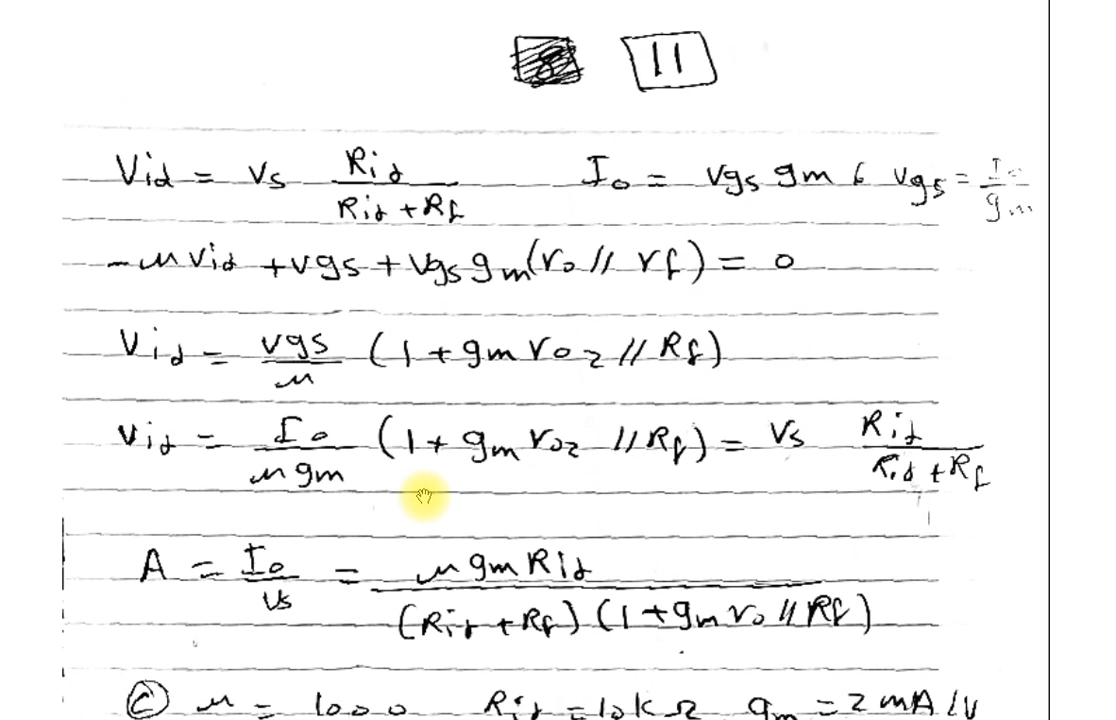 11
Vid = Vs Rid / (Rid + Rf)    Io = Vgs gm 6 Vgs = Io / gm
-μ Vid + Vgs + Vgs gm (ro // rf) = 0
Vid = Vgs / μ (1 + gm ro2 // Rf)
Vid = Io / μ gm (1 + gm ro2 // Rf) = Vs Rid / (Rid + Rf)
A = Io / Vs = μ gm Rid / (Rid + Rf) (1 + gm ro // Rf)
Ⓒ μ = 1000 Rid = 10kΩ gm = 2 mA/V